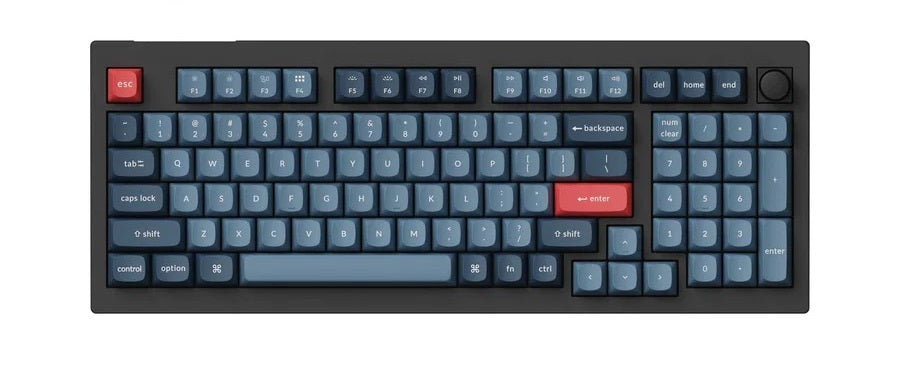 esc F1 F2 F3 F4 F5 F6 F7 F8 F9 F10 F11 F12 del home end
~ ! @ # $ % ^ & * ( ) _ +
` 1 2 3 4 5 6 7 8 9 0 - = ← backspace num clear / * -
tab Q W E R T Y U I O P { [ } ] | \ 7 8 9 +
caps lock A S D F G H J K L : ; " ' ↵ enter 4 5 6
⇧ shift Z X C V B N M < , > . ? / ⇧ shift ^ 1 2 3 enter
control option ⌘ ⌘ fn ctrl < ⌄ > 0 .